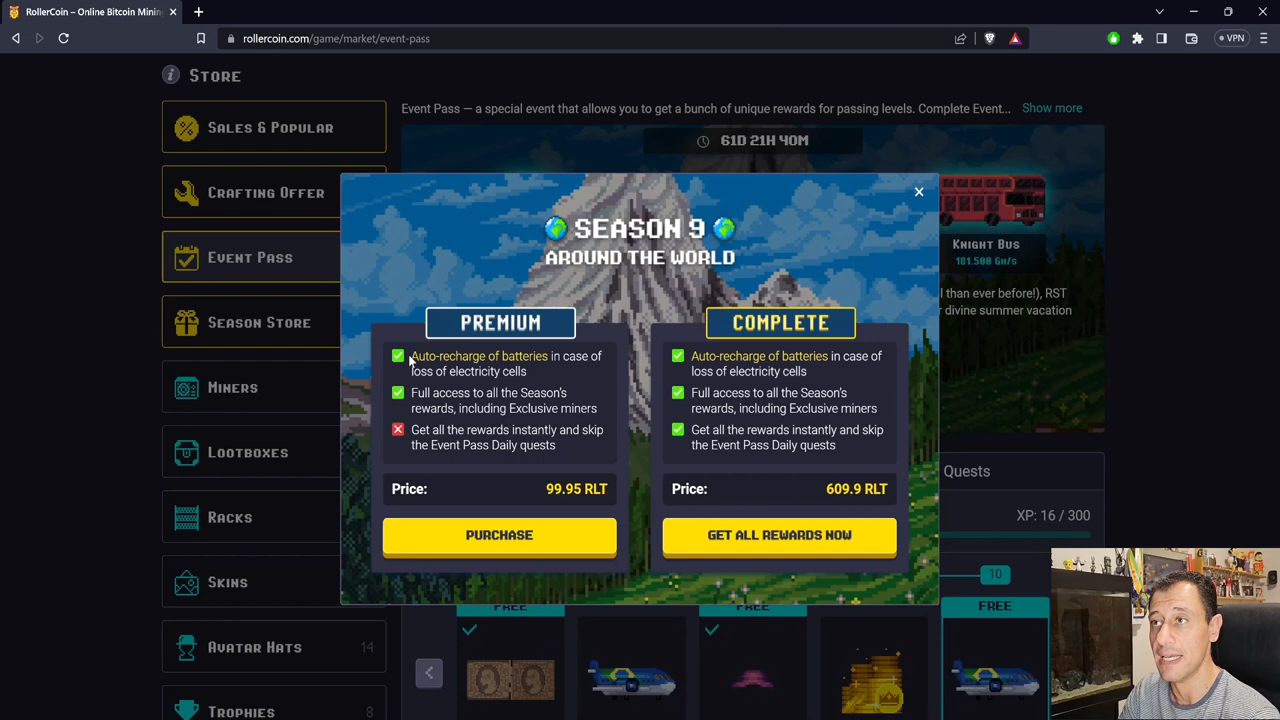 RollerCoin – Online Bitcoin Minin
rollercoin.com/game/market/event-pass
VPN
STORE
SALES & POPULAR
CRAFTING OFFER
EVENT PASS
SEASON STORE
MINERS
LOOTBOXES
RACKS
SKINS
AVATAR HATS 14
TROPHIES 8
Event Pass — a special event that allows you to get a bunch of unique rewards for passing levels. Complete Event... Show more
61D 21H 40M
KNIGHT BUS
181.500 Gh/s
l than ever before!), RST
r divine summer vacation
SEASON 9
AROUND THE WORLD
PREMIUM
Auto-recharge of batteries in case of
loss of electricity cells
Full access to all the Season's
rewards, including Exclusive miners
Get all the rewards instantly and skip
the Event Pass Daily quests
Price: 99.95 RLT
PURCHASE
COMPLETE
Auto-recharge of batteries in case of
loss of electricity cells
Full access to all the Season's
rewards, including Exclusive miners
Get all the rewards instantly and skip
the Event Pass Daily quests
Price: 609.9 RLT
GET ALL REWARDS NOW
Quests
XP: 16 / 300
10
FREE
FREE
FREE